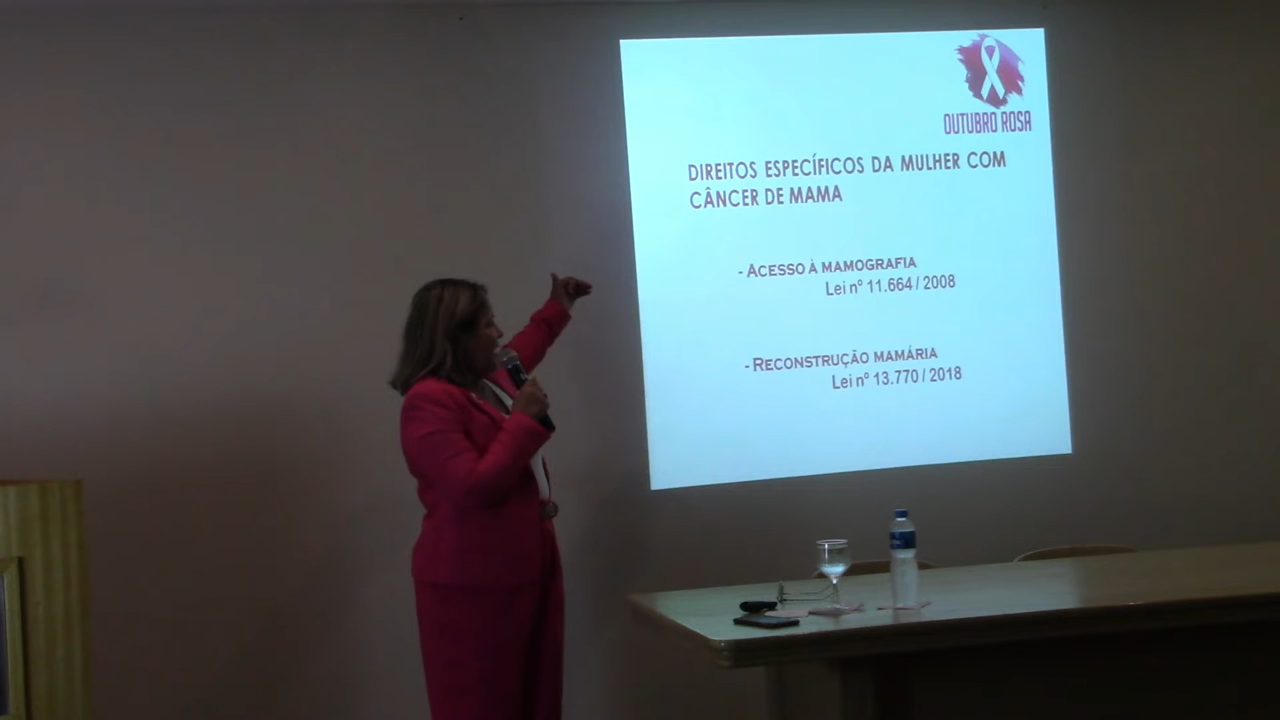 OUTUBRO ROSA
DIREITOS ESPECÍFICOS DA MULHER COM
CÂNCER DE MAMA
- ACESSO À MAMOGRAFIA
Lei nº 11.664 / 2008
- RECONSTRUÇÃO MAMÁRIA
Lei nº 13.770 / 2018